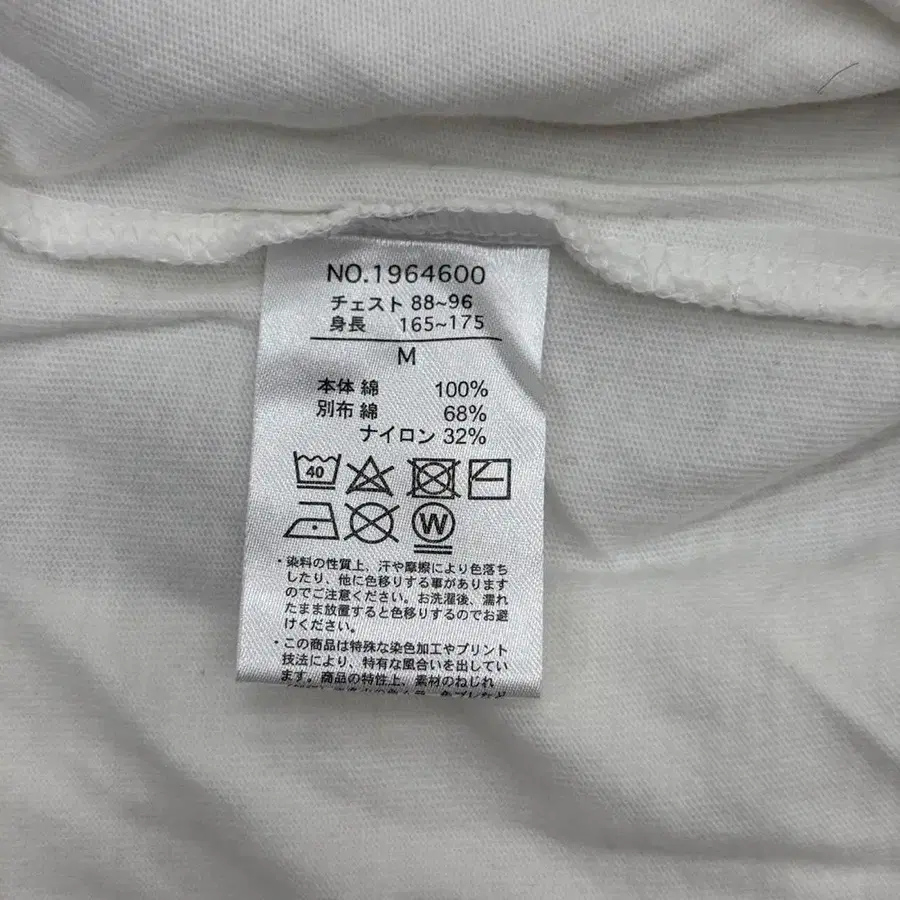 NO.1964600
チェスト 88~96
身長 165~175
M
本体 綿 100%
別布 綿 68%
ナイロン 32%
40
W
・染料の性質上、汗や摩擦により色落ち
したり、他に色移りする事があります
のでご注意ください。お洗濯後、濡れ
たまま放置すると色移りするのでお避
けください。
・この商品は特殊な染色加工やプリント
技法により、特有な風合いを出してい
ます。商品の特性上、素材のねじれ